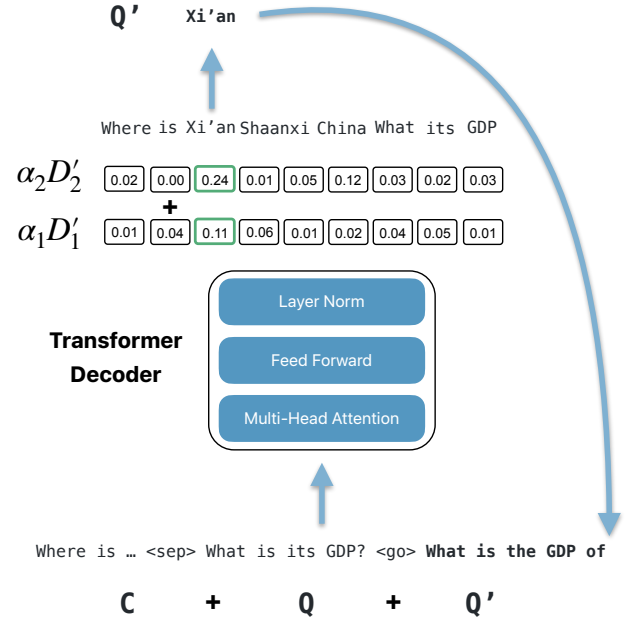 Q’ Xi’an
Where is Xi’an Shaanxi China What its GDP
α₂D′₂ 0.02 0.00 0.24 0.01 0.05 0.12 0.03 0.02 0.03
+
α₁D′₁ 0.01 0.04 0.11 0.06 0.01 0.02 0.04 0.05 0.01
Layer Norm
Transformer
Decoder
Feed Forward
Multi-Head Attention
Where is … <sep> What is its GDP? <go> What is the GDP of
C + Q + Q’